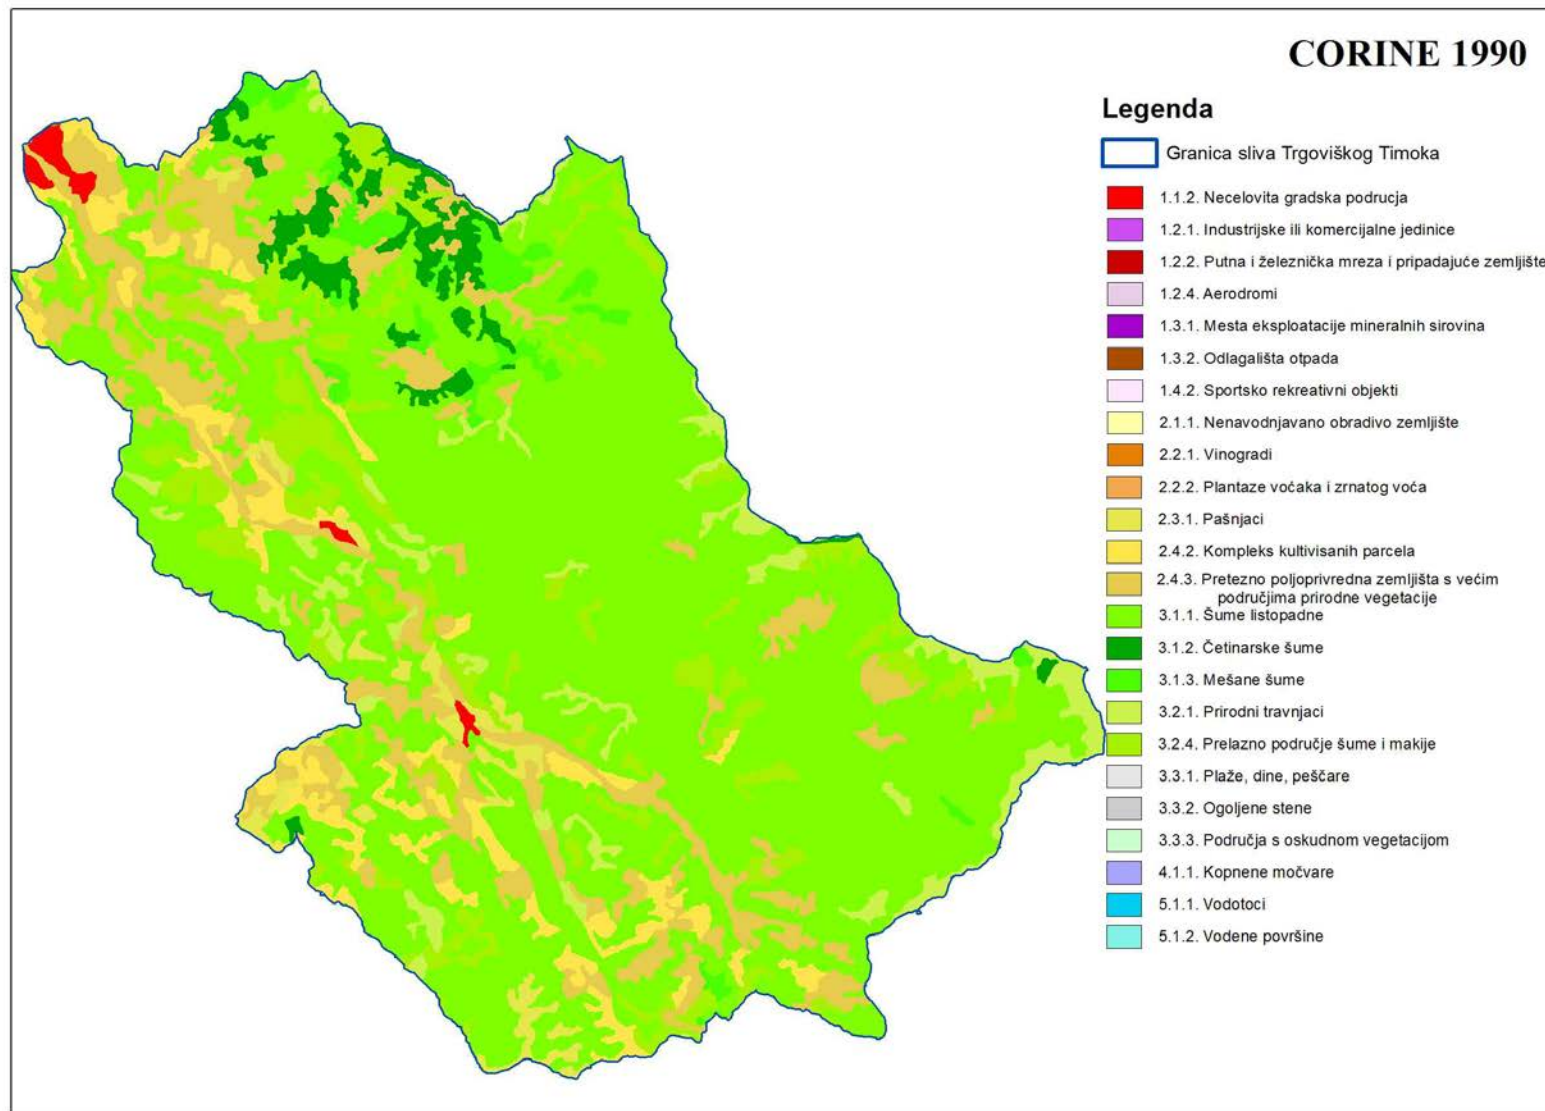 CORINE 1990
Legenda
Granica sliva Trgoviškog Timoka
1.1.2. Necelovita gradska podrucja
1.2.1. Industrijske ili komercijalne jedinice
1.2.2. Putna i železnička mreza i pripadajuće zemljište
1.2.4. Aerodromi
1.3.1. Mesta eksploatacije mineralnih sirovina
1.3.2. Odlagališta otpada
1.4.2. Sportsko rekreativni objekti
2.1.1. Nenavodnjavano obradivo zemljište
2.2.1. Vinogradi
2.2.2. Plantaze voćaka i zrnatog voća
2.3.1. Pašnjaci
2.4.2. Kompleks kultivisanih parcela
2.4.3. Pretezno poljoprivredna zemljišta s većim
područjima prirodne vegetacije
3.1.1. Šume listopadne
3.1.2. Četinarske šume
3.1.3. Mešane šume
3.2.1. Prirodni travnjaci
3.2.4. Prelazno područje šume i makije
3.3.1. Plaže, dine, peščare
3.3.2. Ogoljene stene
3.3.3. Područja s oskudnom vegetacijom
4.1.1. Kopnene močvare
5.1.1. Vodotoci
5.1.2. Vodene površine